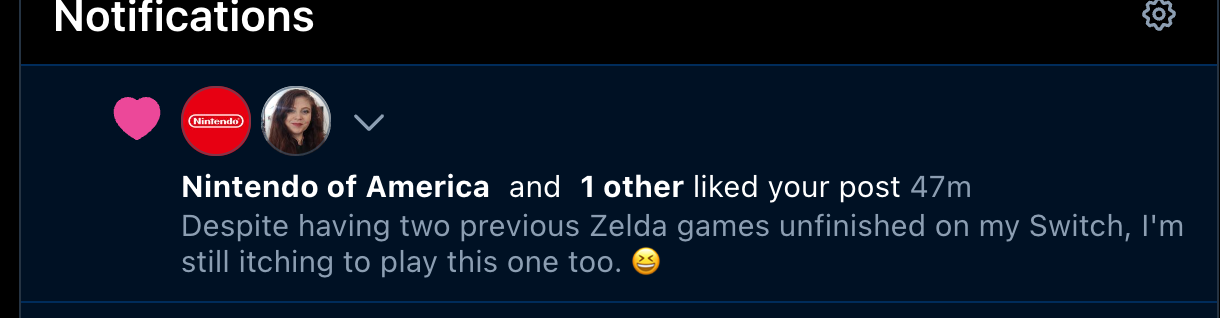 Notifications
Nintendo
Nintendo of America and 1 other liked your post 47m
Despite having two previous Zelda games unfinished on my Switch, I'm
still itching to play this one too. 😆